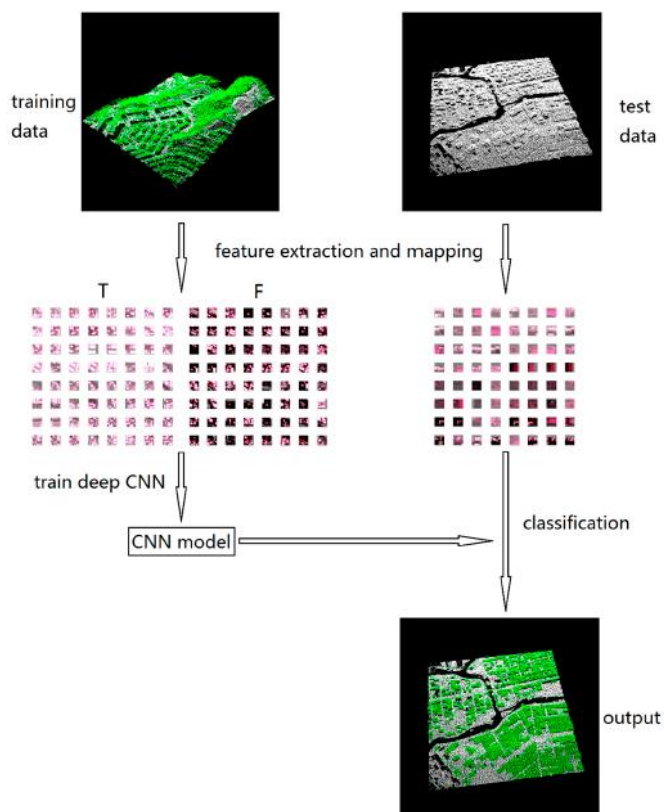 training
data
test
data
feature extraction and mapping
T
F
train deep CNN
CNN model
classification
output